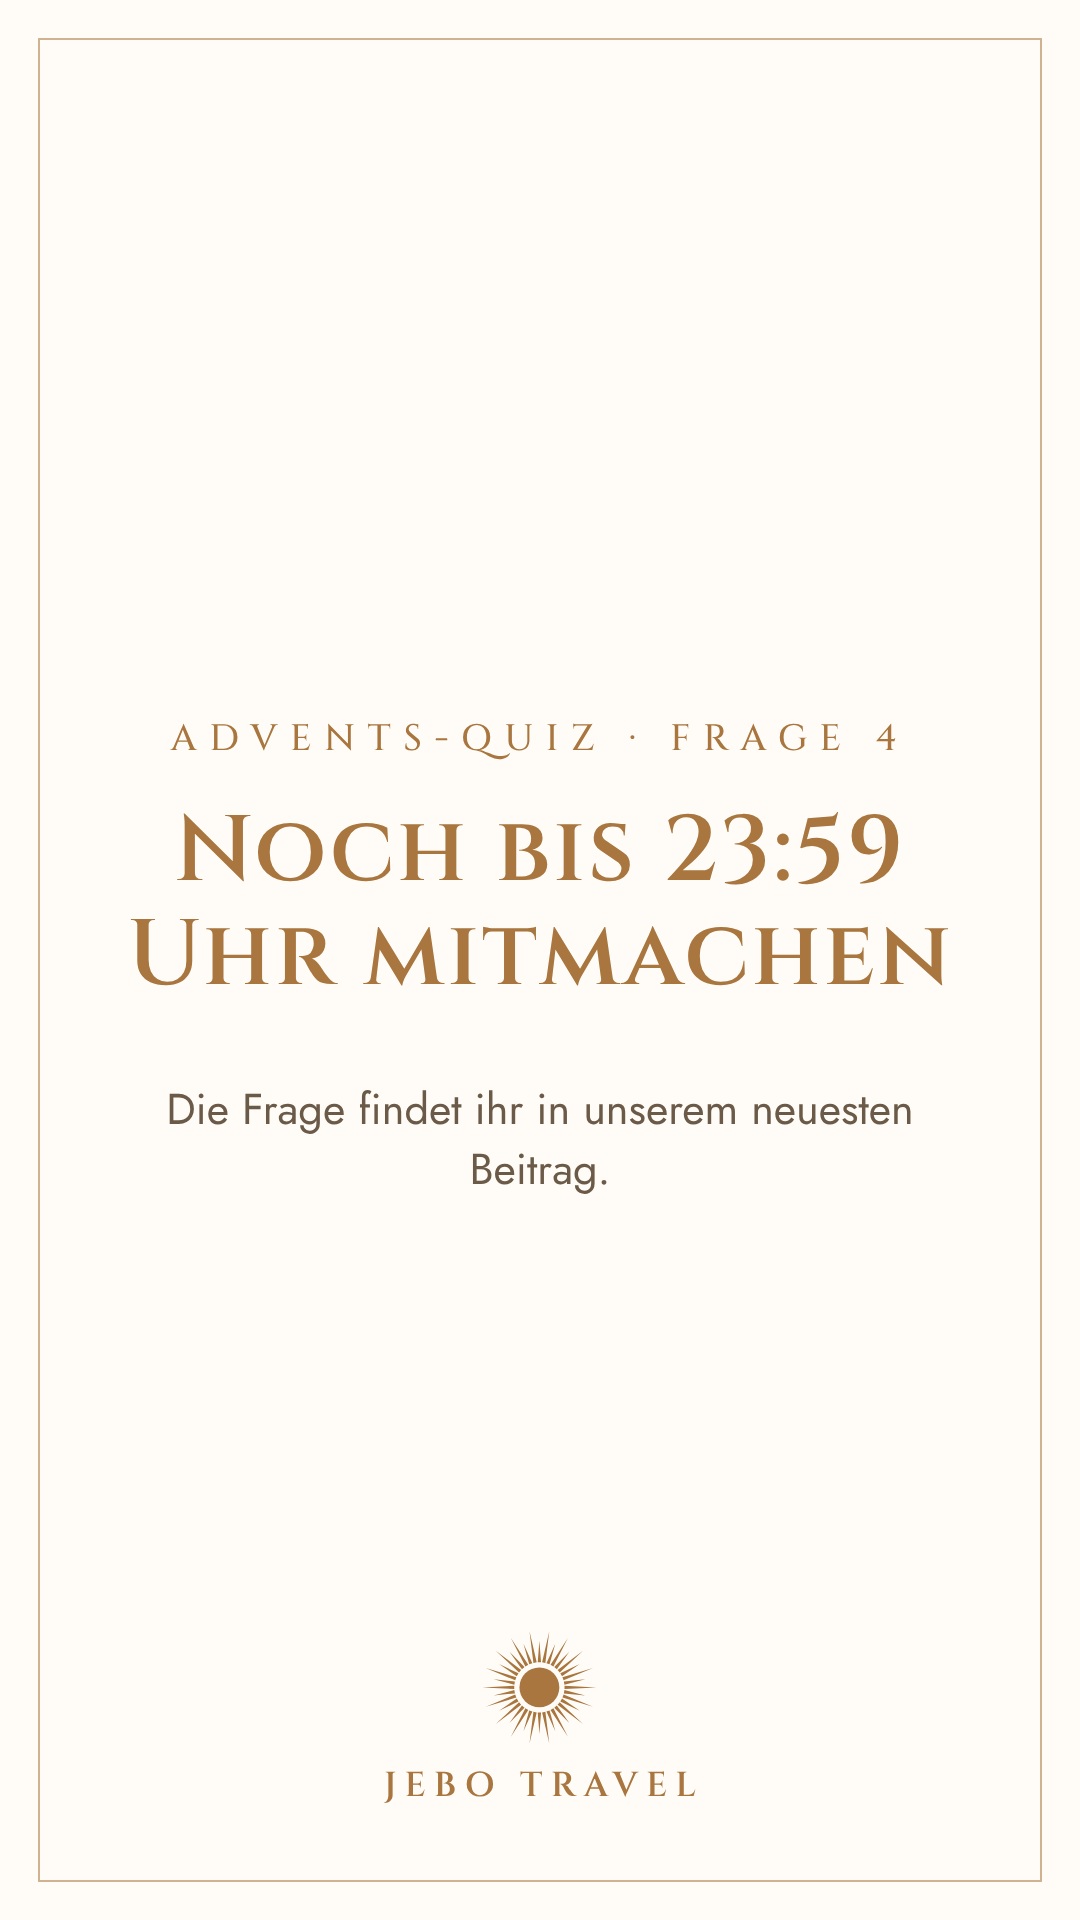 ADVENTS-QUIZ · FRAGE 4
Noch bis 23:59
Uhr mitmachen
Die Frage findet ihr in unserem neuesten
Beitrag.
JEBO TRAVEL